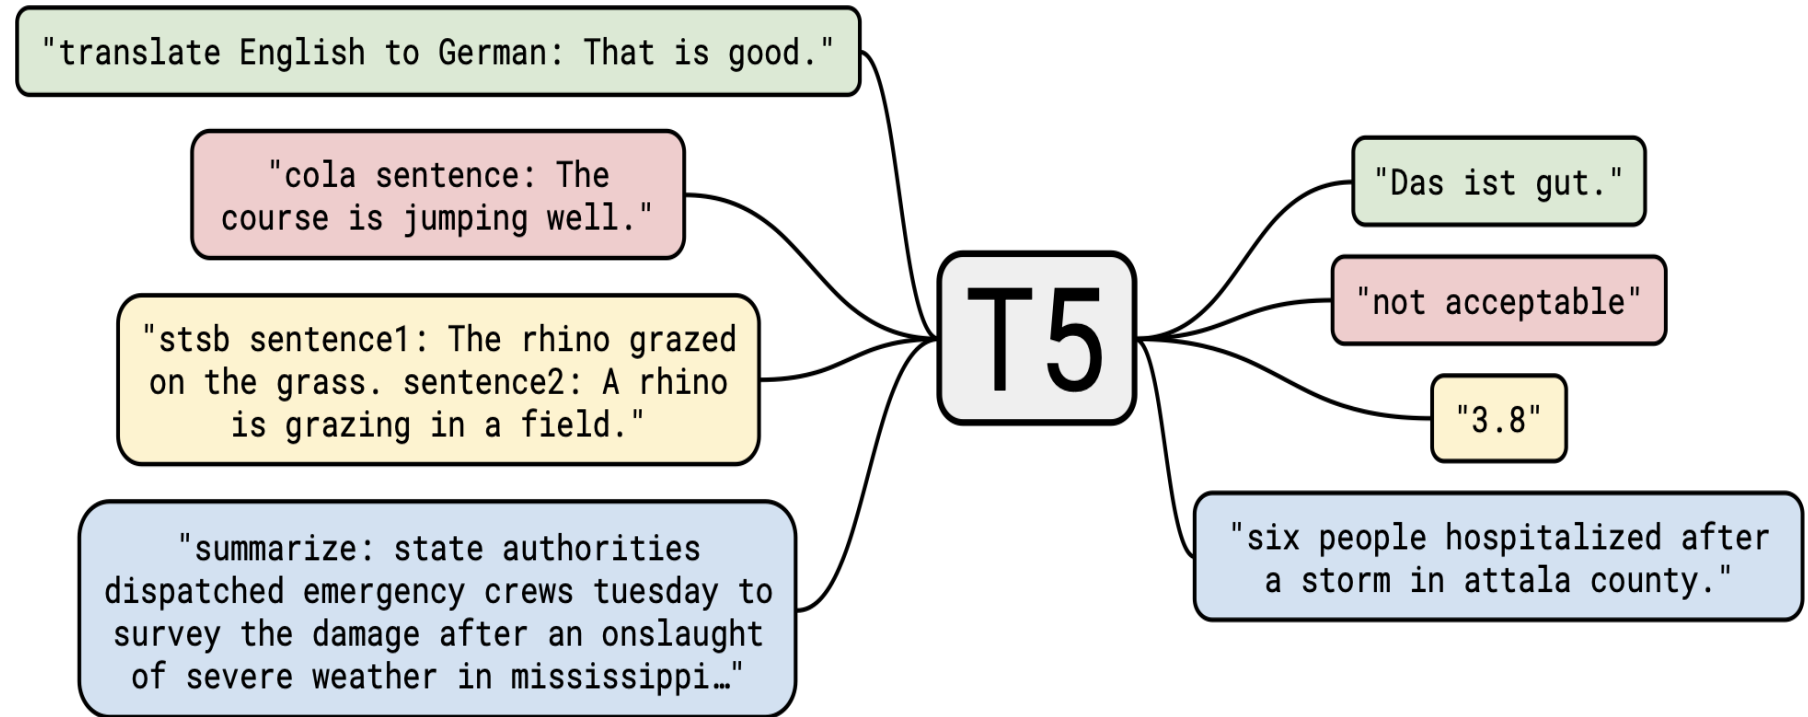 "translate English to German: That is good."
"cola sentence: The
course is jumping well."
"stsb sentence1: The rhino grazed
on the grass. sentence2: A rhino
is grazing in a field."
"summarize: state authorities
dispatched emergency crews tuesday to
survey the damage after an onslaught
of severe weather in mississippi…"
T5
"Das ist gut."
"not acceptable"
"3.8"
"six people hospitalized after
a storm in attala county."